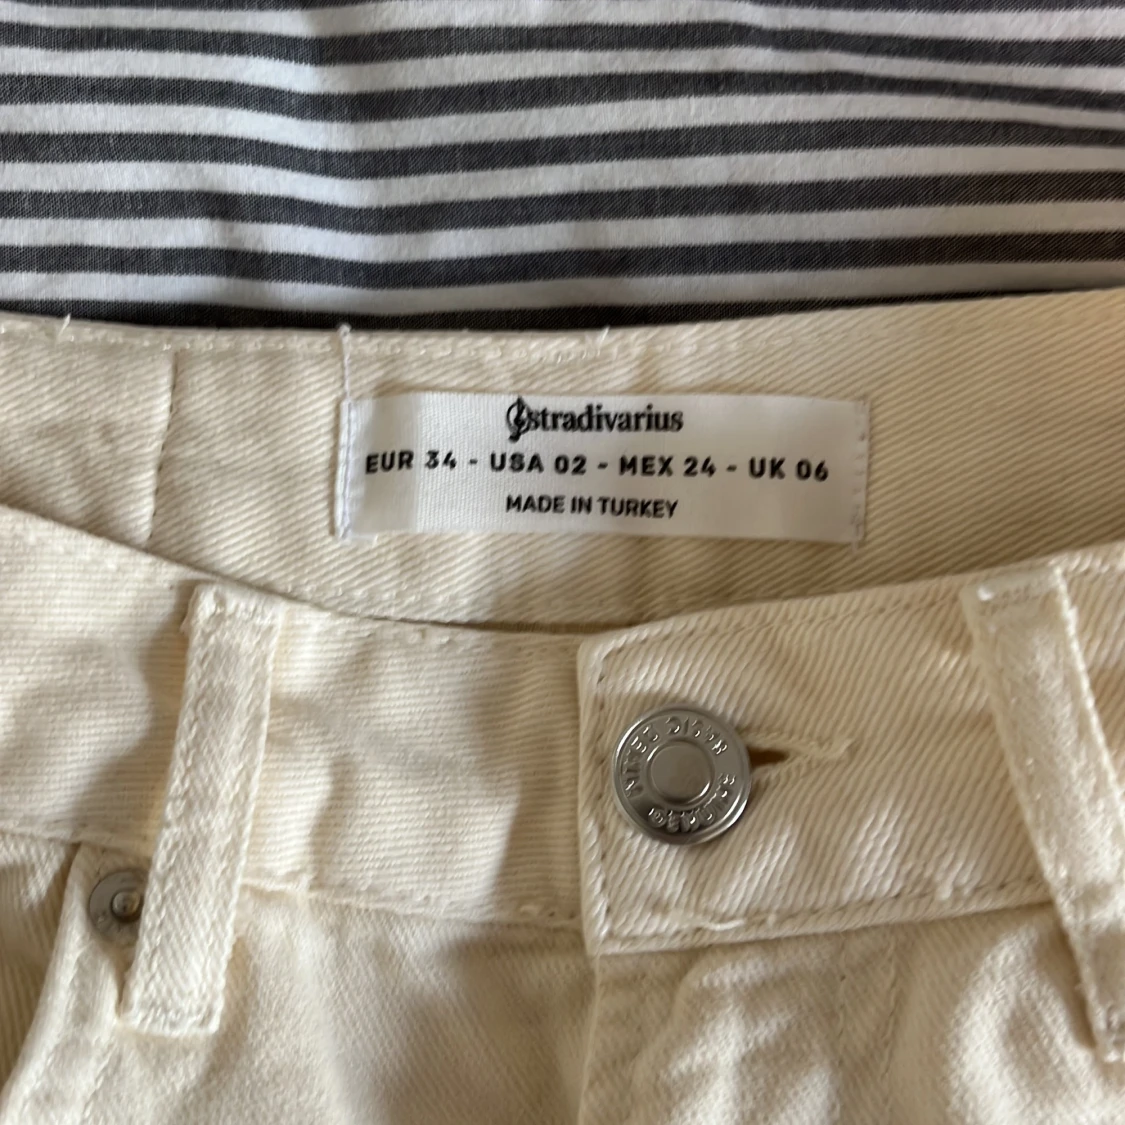 stradivarius
EUR 34 - USA 02 - MEX 24 - UK 06
MADE IN TURKEY